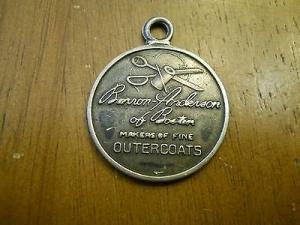 Benson-Anderson
of Boston
MAKERS OF FINE
OUTERCOATS